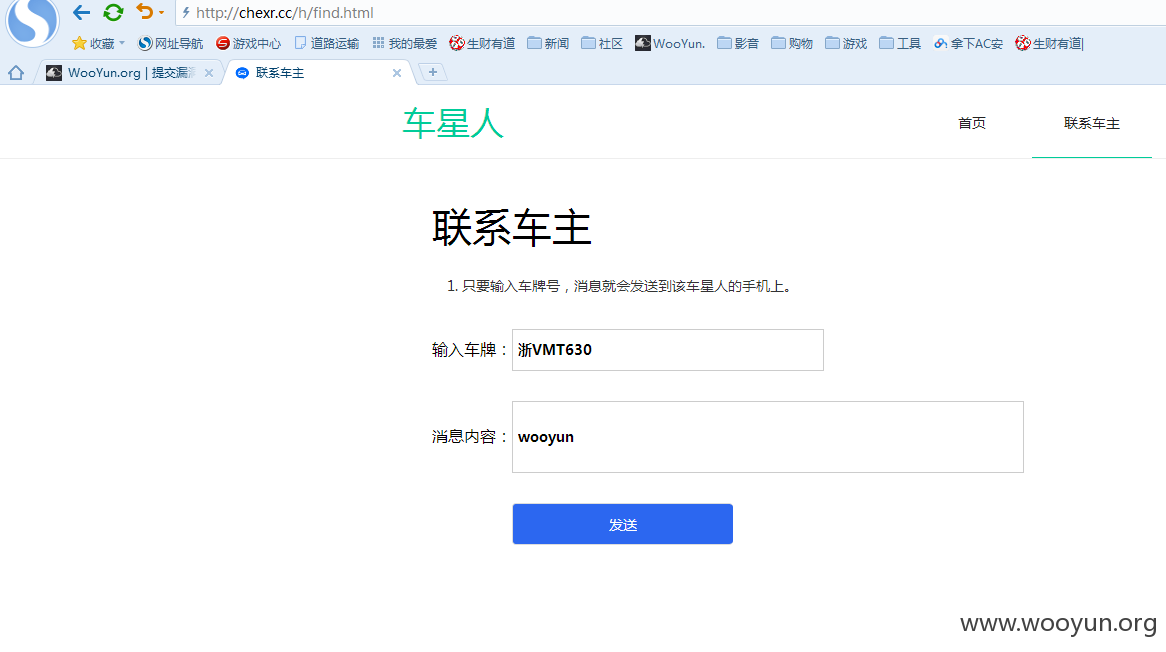 http://chexr.cc/h/find.html
收藏 网址导航 游戏中心 道路运输 我的最爱 生财有道 新闻 社区 WooYun. 影音 购物 游戏 工具 拿下AC安 生财有道|
WooYun.org | 提交漏 联系车主
车星人 首页 联系车主
联系车主
1. 只要输入车牌号，消息就会发送到该车星人的手机上。
输入车牌： 浙VMT630
消息内容： wooyun
发送
www.wooyun.org